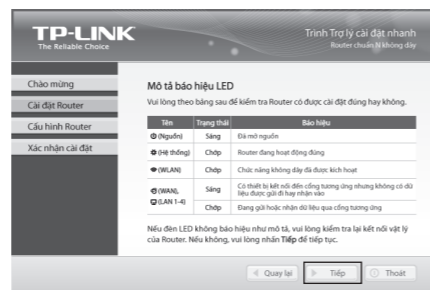 TP-LINK
The Reliable Choice
Trình Trợ lý cài đặt nhanh
Router chuẩn N không dây
Chào mừng
Cài đặt Router
Cấu hình Router
Xác nhận cài đặt
Mô tả báo hiệu LED
Vui lòng theo bảng sau để kiểm tra Router có được cài đặt đúng hay không.
Tên Trạng thái Báo hiệu
(Nguồn) Sáng Đã mở nguồn
(Hệ thống) Chớp Router đang hoạt động đúng
(WLAN) Chớp Chức năng không dây đã được kích hoạt
(WAN), (LAN 1-4) Sáng Có thiết bị kết nối đến cổng tương ứng nhưng không có dữ
liệu được gửi đi hay nhận vào
Chớp Đang gửi hoặc nhận dữ liệu qua cổng tương ứng
Nếu đèn LED không báo hiệu như mô tả, vui lòng kiểm tra lại kết nối vật lý
của Router. Nếu không, vui lòng nhấn Tiếp để tiếp tục.
Quay lại Tiếp Thoát